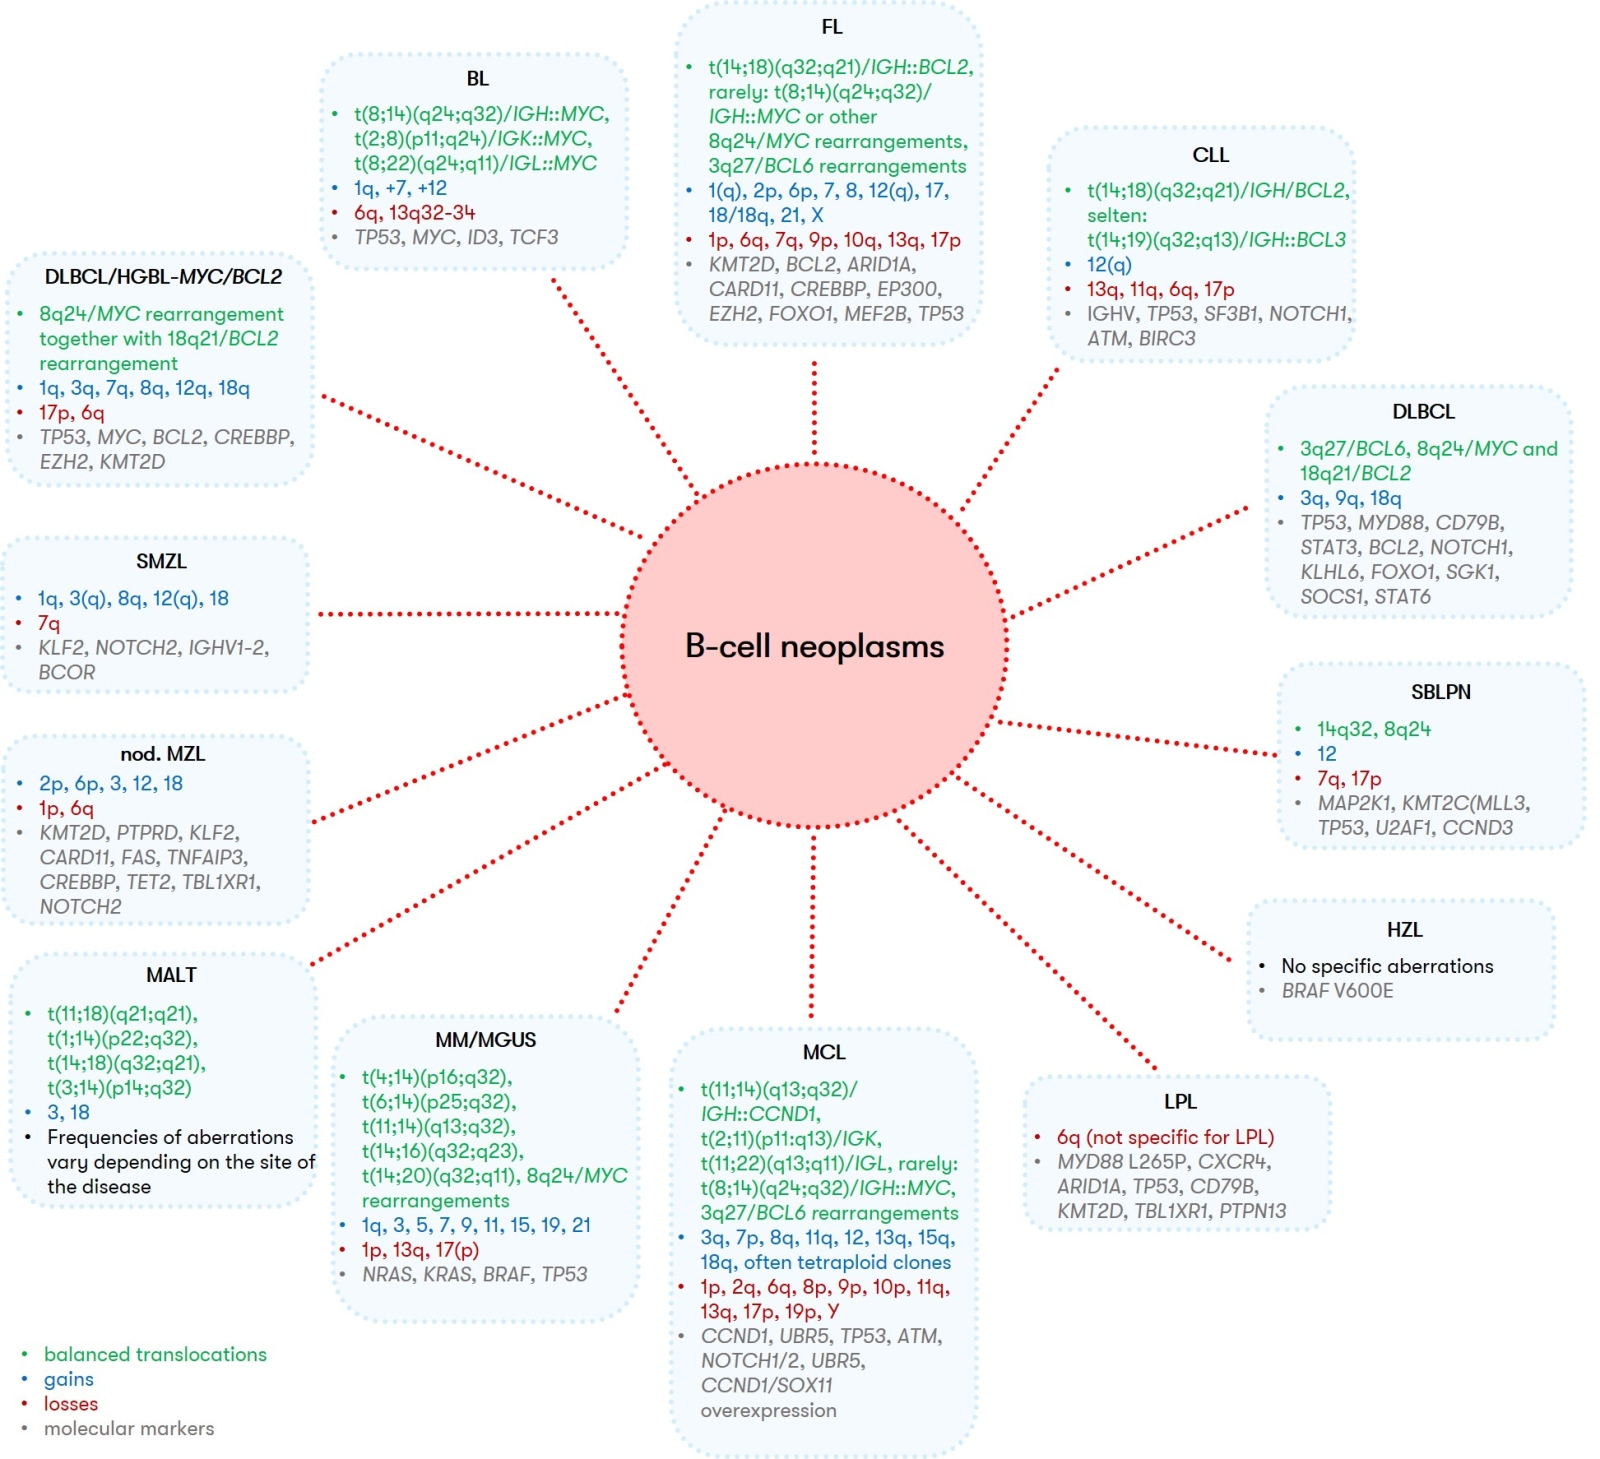 FL
• t(14;18)(q32;q21)/IGH::BCL2,
rarely: t(8;14)(q24;q32)/
IGH::MYC or other
8q24/MYC rearrangements,
3q27/BCL6 rearrangements
• 1(q), 2p, 6p, 7, 8, 12(q), 17,
18/18q, 21, X
• 1p, 6q, 7q, 9p, 10q, 13q, 17p
• KMT2D, BCL2, ARID1A,
CARD11, CREBBP, EP300,
EZH2, FOXO1, MEF2B, TP53
BL
• t(8;14)(q24;q32)/IGH::MYC,
t(2;8)(p11;q24)/IGK::MYC,
t(8;22)(q24;q11)/IGL::MYC
• 1q, +7, +12
• 6q, 13q32-34
• TP53, MYC, ID3, TCF3
CLL
• t(14;18)(q32;q21)/IGH/BCL2,
selten:
t(14;19)(q32;q13)/IGH::BCL3
• 12(q)
• 13q, 11q, 6q, 17p
• IGHV, TP53, SF3B1, NOTCH1,
ATM, BIRC3
DLBCL/HGBL-MYC/BCL2
• 8q24/MYC rearrangement
together with 18q21/BCL2
rearrangement
• 1q, 3q, 7q, 8q, 12q, 18q
• 17p, 6q
• TP53, MYC, BCL2, CREBBP,
EZH2, KMT2D
DLBCL
• 3q27/BCL6, 8q24/MYC and
18q21/BCL2
• 3q, 9q, 18q
• TP53, MYD88, CD79B,
STAT3, BCL2, NOTCH1,
KLHL6, FOXO1, SGK1,
SOCS1, STAT6
SMZL
• 1q, 3(q), 8q, 12(q), 18
• 7q
• KLF2, NOTCH2, IGHV1-2,
BCOR
B-cell neoplasms
SBLPN
• 14q32, 8q24
• 12
• 7q, 17p
• MAP2K1, KMT2C(MLL3,
TP53, U2AF1, CCND3
nod. MZL
• 2p, 6p, 3, 12, 18
• 1p, 6q
• KMT2D, PTPRD, KLF2,
CARD11, FAS, TNFAIP3,
CREBBP, TET2, TBL1XR1,
NOTCH2
HZL
• No specific aberrations
• BRAF V600E
MALT
• t(11;18)(q21;q21),
t(1;14)(p22;q32),
t(14;18)(q32;q21),
t(3;14)(p14;q32)
• 3, 18
• Frequencies of aberrations
vary depending on the site of
the disease
MM/MGUS
• t(4;14)(p16;q32),
t(6;14)(p25;q32),
t(11;14)(q13;q32),
t(14;16)(q32;q23),
t(14;20)(q32;q11), 8q24/MYC
rearrangements
• 1q, 3, 5, 7, 9, 11, 15, 19, 21
• 1p, 13q, 17(p)
• NRAS, KRAS, BRAF, TP53
MCL
• t(11;14)(q13;q32)/
IGH::CCND1,
t(2;11)(p11:q13)/IGK,
t(11;22)(q13;q11)/IGL, rarely:
t(8;14)(q24;q32)/IGH::MYC,
3q27/BCL6 rearrangements
• 3q, 7p, 8q, 11q, 12, 13q, 15q,
18q, often tetraploid clones
• 1p, 2q, 6q, 8p, 9p, 10p, 11q,
13q, 17p, 19p, Y
• CCND1, UBR5, TP53, ATM,
NOTCH1/2, UBR5,
CCND1/SOX11
overexpression
LPL
• 6q (not specific for LPL)
• MYD88 L265P, CXCR4,
ARID1A, TP53, CD79B,
KMT2D, TBL1XR1, PTPN13
• balanced translocations
• gains
• losses
• molecular markers